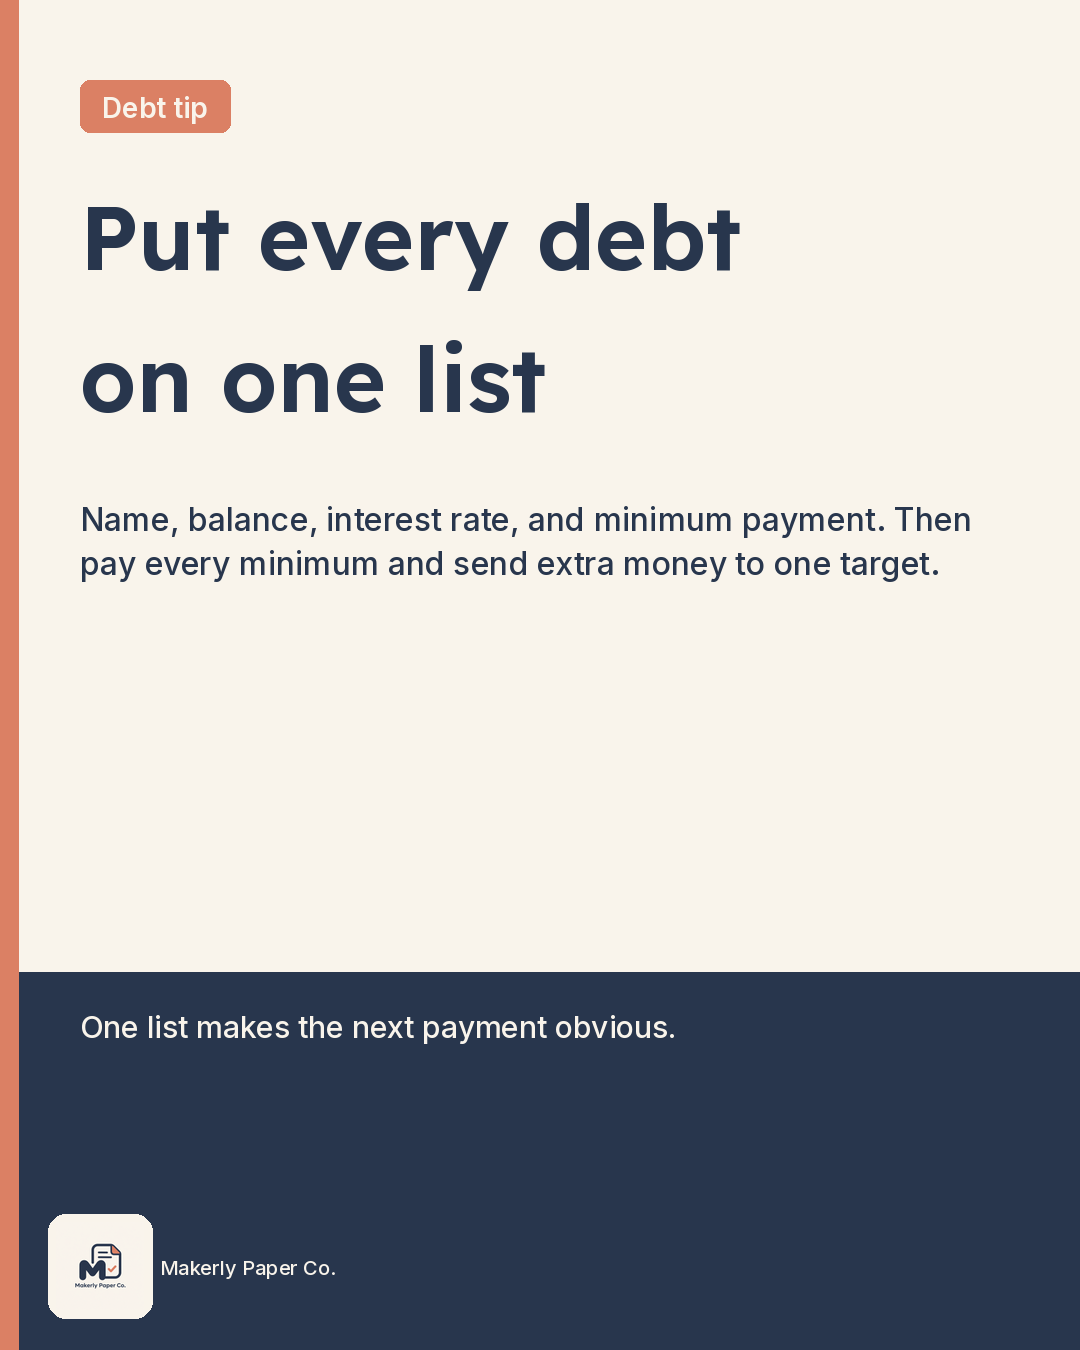 Debt tip
Put every debt
on one list
Name, balance, interest rate, and minimum payment. Then
pay every minimum and send extra money to one target.
One list makes the next payment obvious.
M
Makerly Paper Co.
Makerly Paper Co.